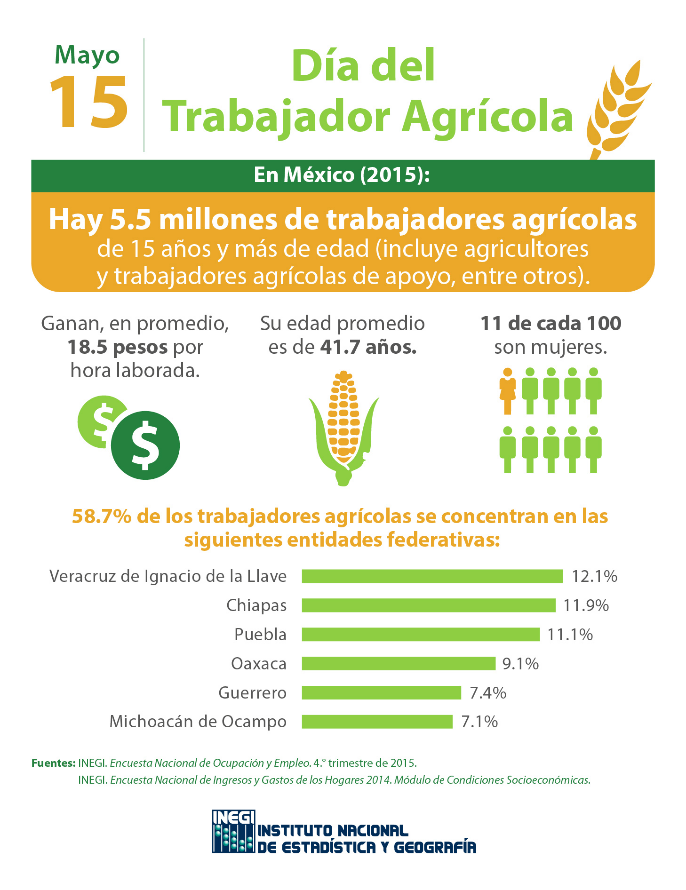 Mayo
15
Día del
Trabajador Agrícola
En México (2015):
Hay 5.5 millones de trabajadores agrícolas
de 15 años y más de edad (incluye agricultores
y trabajadores agrícolas de apoyo, entre otros).
Ganan, en promedio,
18.5 pesos por
hora laborada.
$
$
Su edad promedio
es de 41.7 años.
11 de cada 100
son mujeres.
58.7% de los trabajadores agrícolas se concentran en las
siguientes entidades federativas:
Veracruz de Ignacio de la Llave 12.1%
Chiapas 11.9%
Puebla 11.1%
Oaxaca 9.1%
Guerrero 7.4%
Michoacán de Ocampo 7.1%
Fuentes: INEGI. Encuesta Nacional de Ocupación y Empleo. 4.° trimestre de 2015.
INEGI. Encuesta Nacional de Ingresos y Gastos de los Hogares 2014. Módulo de Condiciones Socioeconómicas.
INEGI
INSTITUTO NACIONAL
DE ESTADÍSTICA Y GEOGRAFÍA